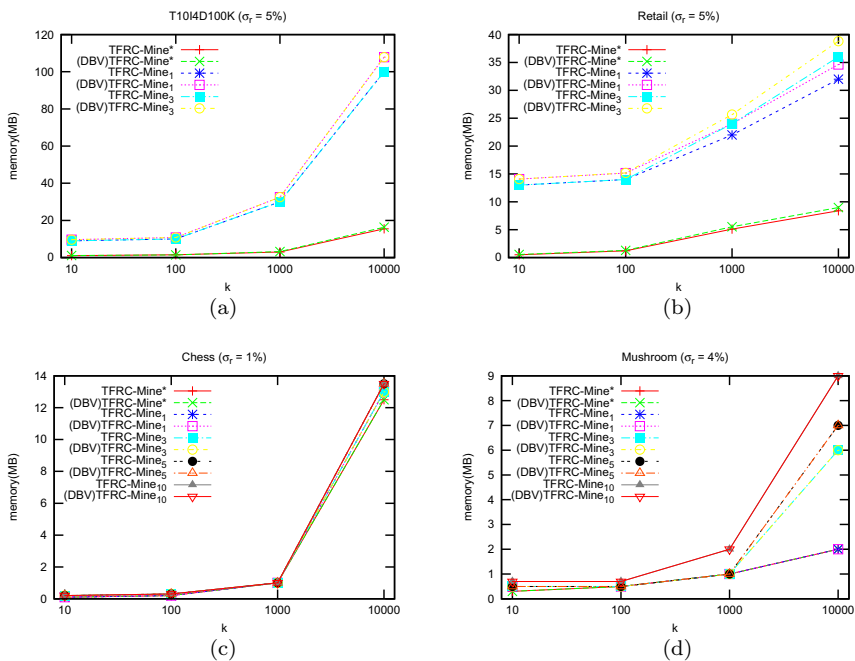 T10I4D100K (σr = 5%)
memory(MB)
120
100
80
60
40
20
0
10
100
1000
10000
k
TFRC-Mine*
(DBV)TFRC-Mine*
TFRC-Mine1
(DBV)TFRC-Mine1
TFRC-Mine3
(DBV)TFRC-Mine3
(a)
Retail (σr = 5%)
memory(MB)
40
35
30
25
20
15
10
5
0
10
100
1000
10000
k
TFRC-Mine*
(DBV)TFRC-Mine*
TFRC-Mine1
(DBV)TFRC-Mine1
TFRC-Mine3
(DBV)TFRC-Mine3
(b)
Chess (σr = 1%)
memory(MB)
14
12
10
8
6
4
2
0
10
100
1000
10000
k
TFRC-Mine*
(DBV)TFRC-Mine*
TFRC-Mine1
(DBV)TFRC-Mine1
TFRC-Mine3
(DBV)TFRC-Mine3
TFRC-Mine5
(DBV)TFRC-Mine5
TFRC-Mine10
(DBV)TFRC-Mine10
(c)
Mushroom (σr = 4%)
memory(MB)
9
8
7
6
5
4
3
2
1
0
10
100
1000
10000
k
TFRC-Mine*
(DBV)TFRC-Mine*
TFRC-Mine1
(DBV)TFRC-Mine1
TFRC-Mine3
(DBV)TFRC-Mine3
TFRC-Mine5
(DBV)TFRC-Mine5
TFRC-Mine10
(DBV)TFRC-Mine10
(d)